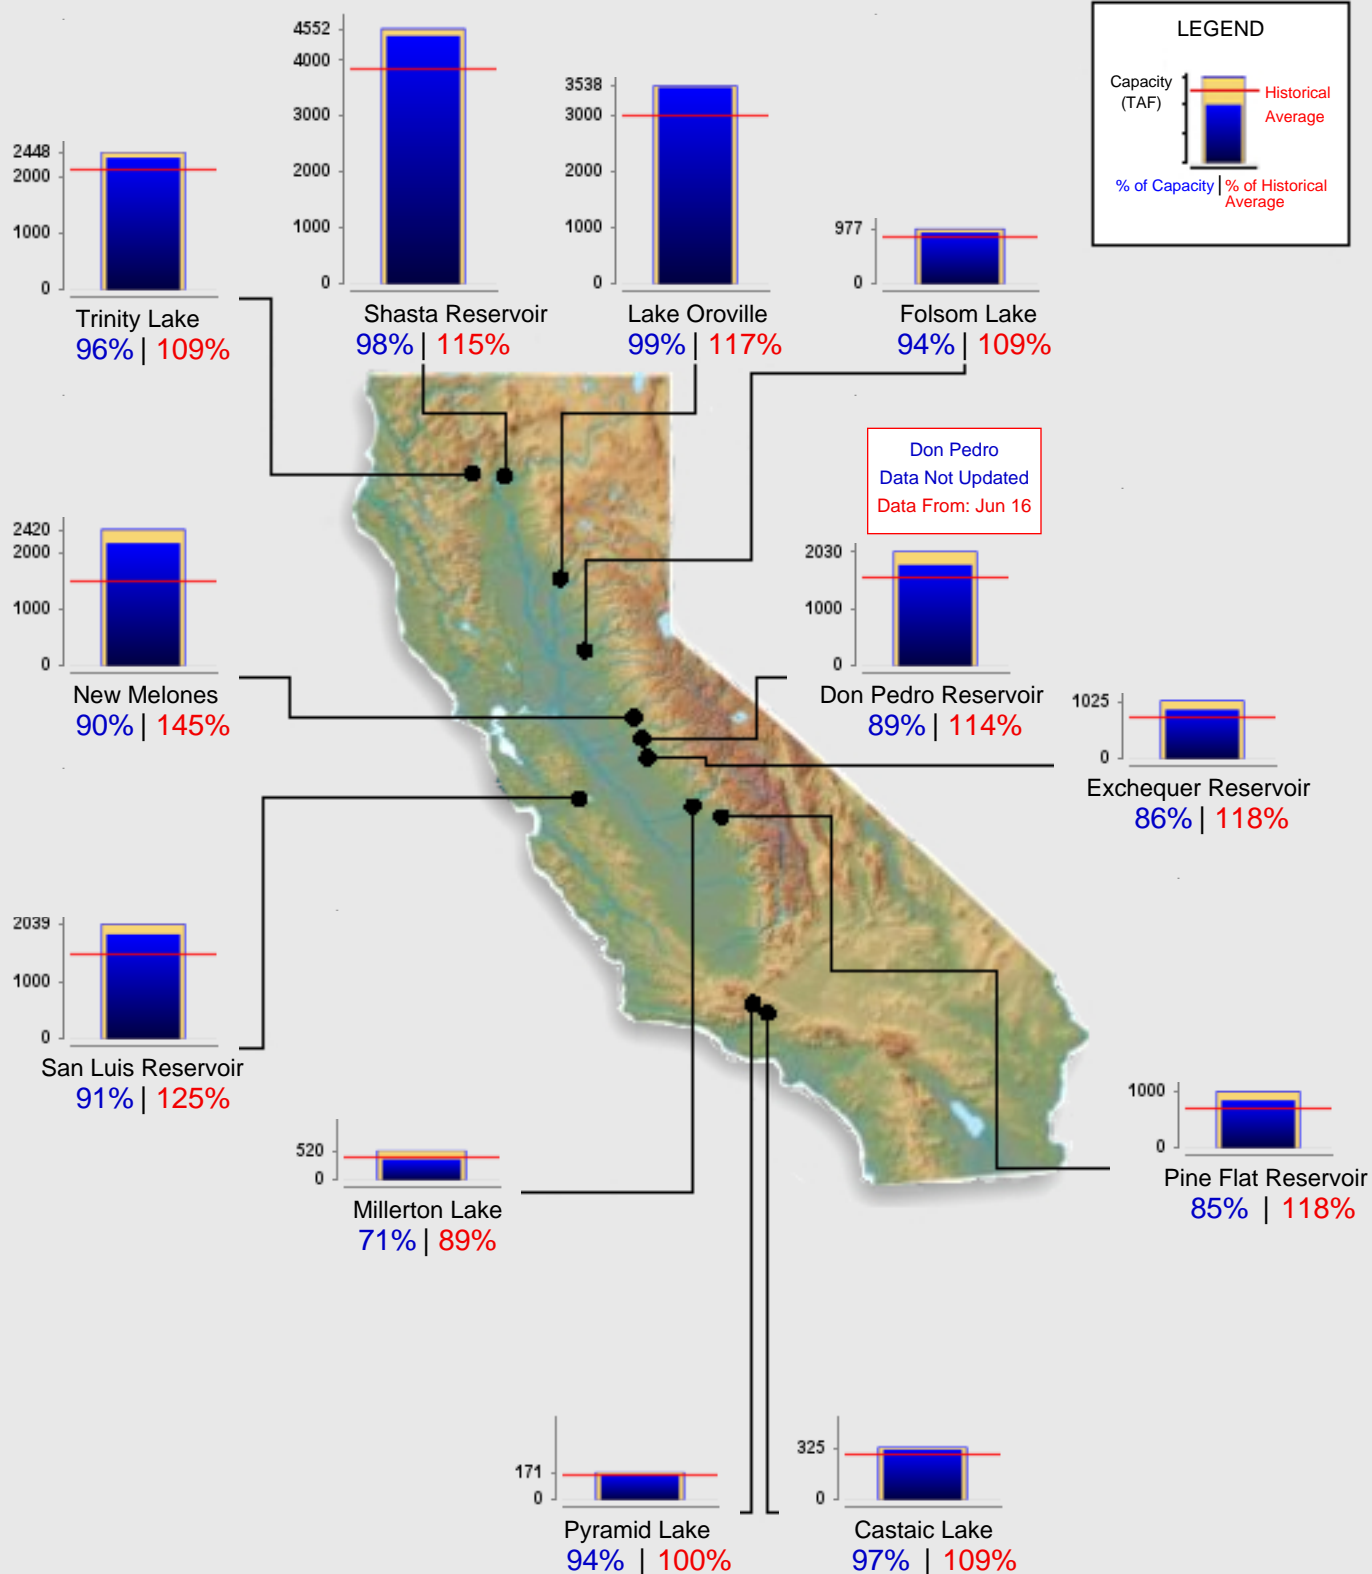 LEGEND
Capacity
(TAF)
Historical
Average
% of Capacity | % of Historical
Average
4552
4000
3000
2000
1000
0
Shasta Reservoir
98% | 115%
3538
3000
2000
1000
0
Lake Oroville
99% | 117%
2448
2000
1000
0
Trinity Lake
96% | 109%
977
0
Folsom Lake
94% | 109%
Don Pedro
Data Not Updated
Data From: Jun 16
2420
2000
1000
0
New Melones
90% | 145%
2030
1000
0
Don Pedro Reservoir
89% | 114%
1025
0
Exchequer Reservoir
86% | 118%
2039
1000
0
San Luis Reservoir
91% | 125%
520
0
Millerton Lake
71% | 89%
1000
0
Pine Flat Reservoir
85% | 118%
171
0
Pyramid Lake
94% | 100%
325
0
Castaic Lake
97% | 109%